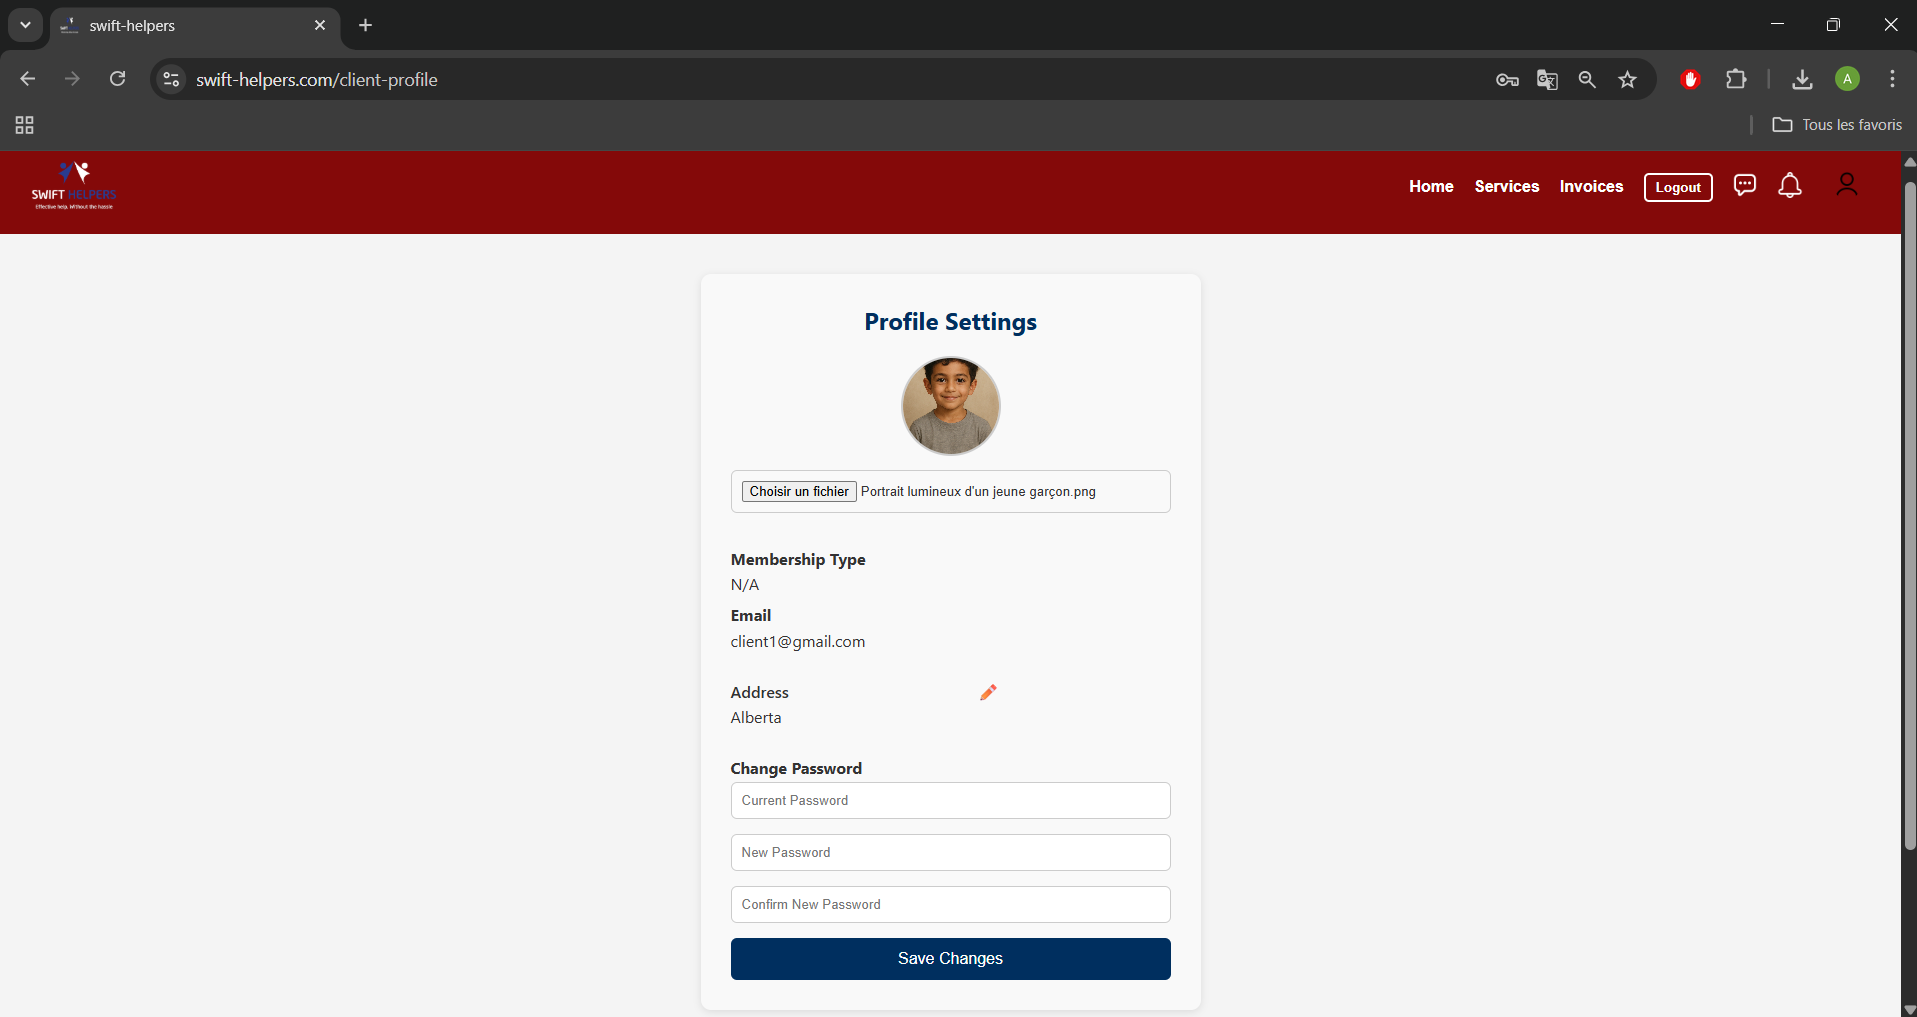 swift-helpers
swift-helpers.com/client-profile
A
Tous les favoris
SWIFT HELPERS
Effective help. Without the hassle
Home
Services
Invoices
Logout
Profile Settings
Choisir un fichier Portrait lumineux d'un jeune garçon.png
Membership Type
N/A
Email
client1@gmail.com
Address
Alberta
Change Password
Current Password
New Password
Confirm New Password
Save Changes